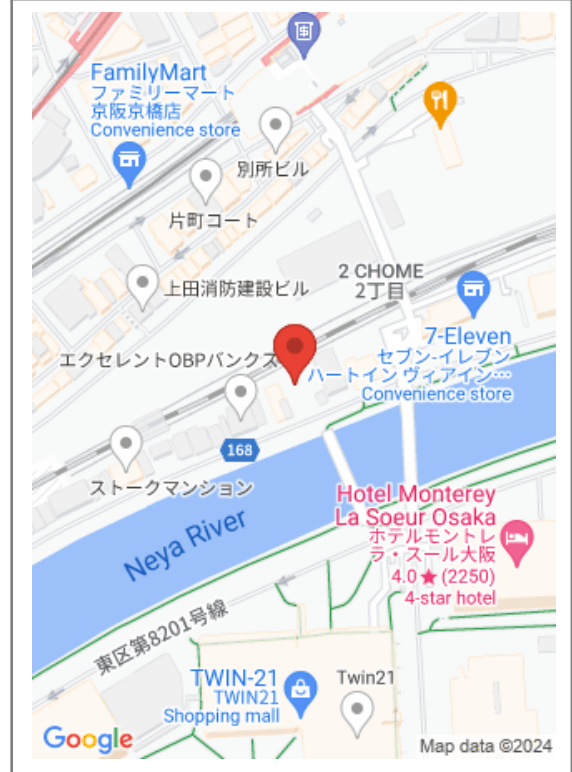 FamilyMart
ファミリーマート
京阪京橋店
Convenience store
別所ビル
片町コート
2 CHOME
2丁目
上田消防建設ビル
7-Eleven
セブン-イレブン
ハートインヴィアイン…
Convenience store
エクセレントOBPバンクス
168
ストークマンション
Neya River
Hotel Monterey
La Soeur Osaka
ホテルモントレ
ラ・スール大阪
4.0★(2250)
4-star hotel
東区第8201号線
TWIN-21
TWIN21
Shopping mall
Twin21
Google
Map data ©2024